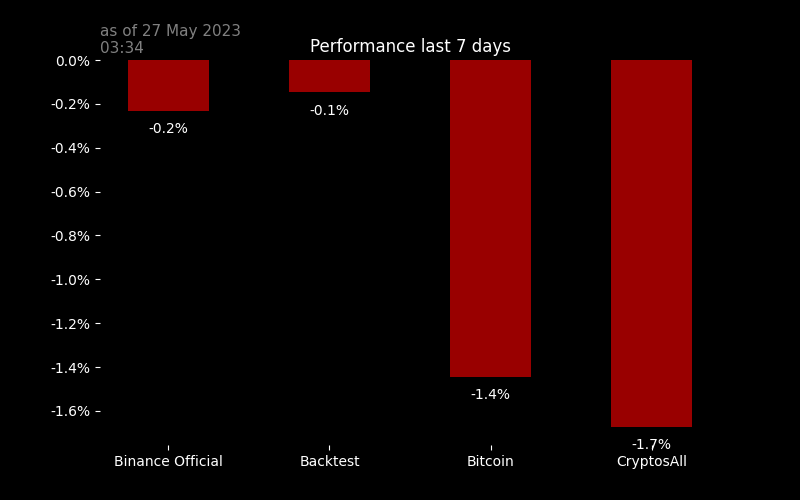 as of 27 May 2023
03:34
Performance last 7 days
0.0%
-0.2%
-0.4%
-0.6%
-0.8%
-1.0%
-1.2%
-1.4%
-1.6%
-0.2%
-0.1%
-1.4%
-1.7%
Binance Official
Backtest
Bitcoin
CryptosAll